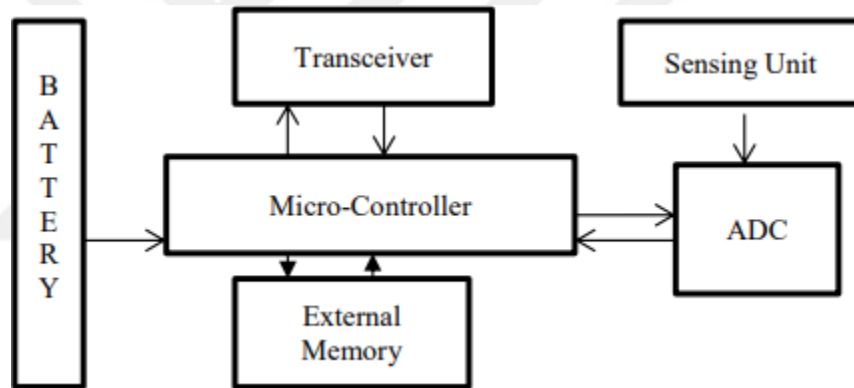 Transceiver
Sensing Unit
B
A
T
T
E
R
Y
Micro-Controller
ADC
External
Memory